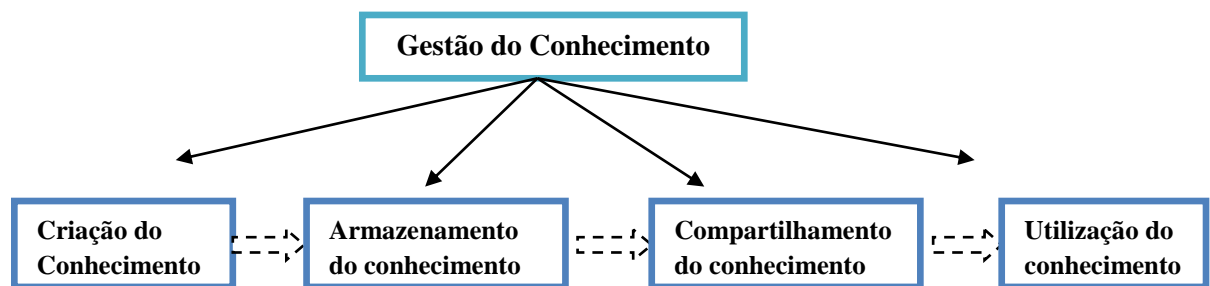 Gestão do Conhecimento
Criação do
Conhecimento
Armazenamento
do conhecimento
Compartilhamento
do conhecimento
Utilização do
conhecimento